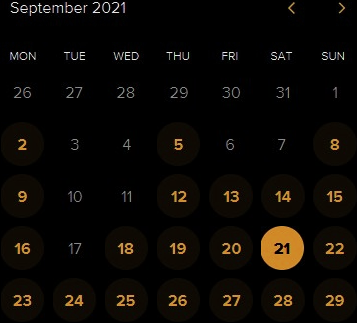 September 2021
MON TUE WED THU FRI SAT SUN
26 27 28 29 30 31 1
2 3 4 5 6 7 8
9 10 11 12 13 14 15
16 17 18 19 20 21 22
23 24 25 26 27 28 29